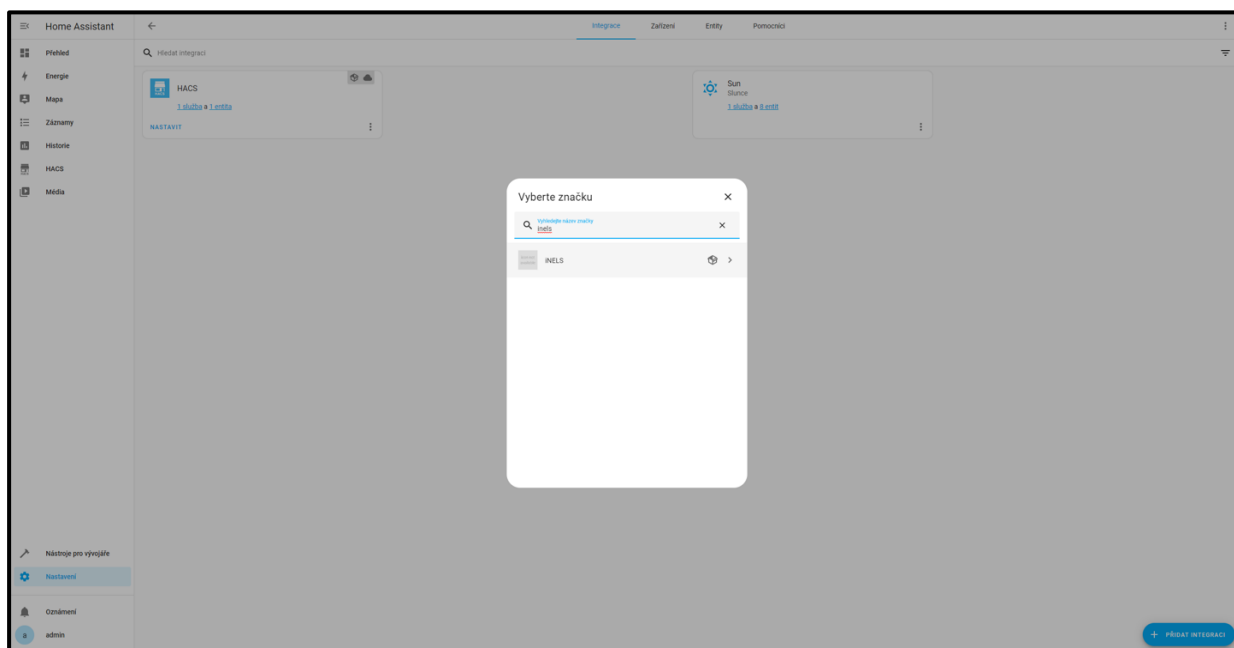 Home Assistant
Integrace Zařízení Entity Pomocníci
Přehled
Hledat integraci
Energie
Mapa
Záznamy
Historie
HACS
Média
HACS
1 služba a 1 entita
NASTAVIT
Sun
Slunce
1 služba a 8 entit
Vyberte značku
Vyhledejte název značky
inels
iNELS
Nástroje pro vývojáře
Nastavení
Oznámení
a admin
PŘIDAT INTEGRACI